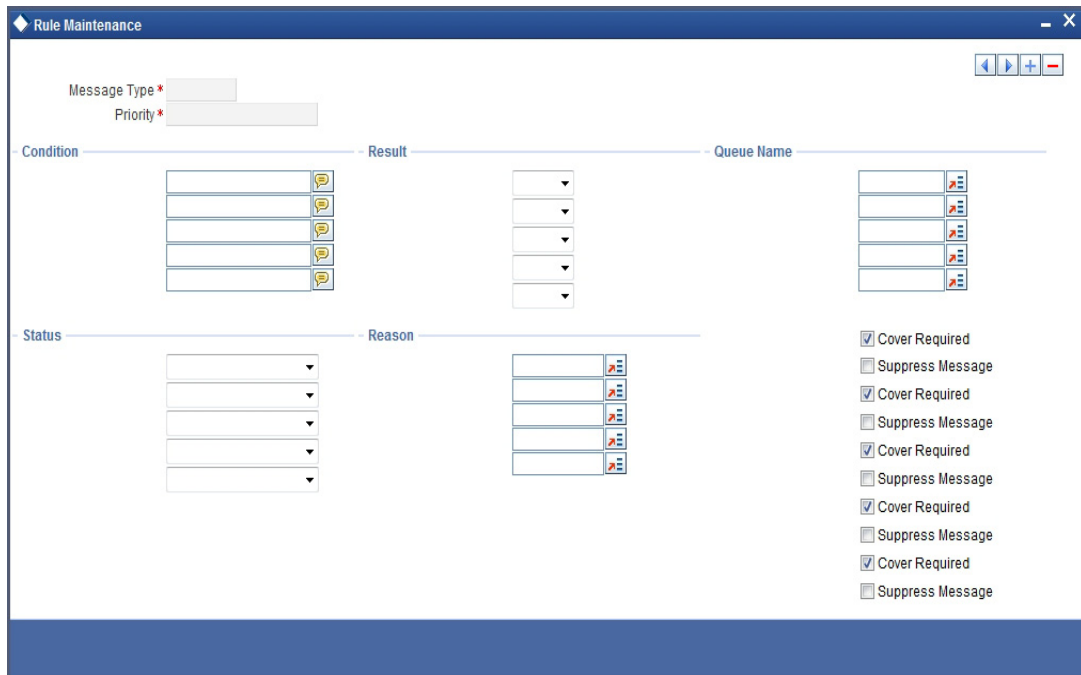 Rule Maintenance
Message Type *
Priority *
Condition
Result
Queue Name
Status
Reason
Cover Required
Suppress Message
Cover Required
Suppress Message
Cover Required
Suppress Message
Cover Required
Suppress Message
Cover Required
Suppress Message